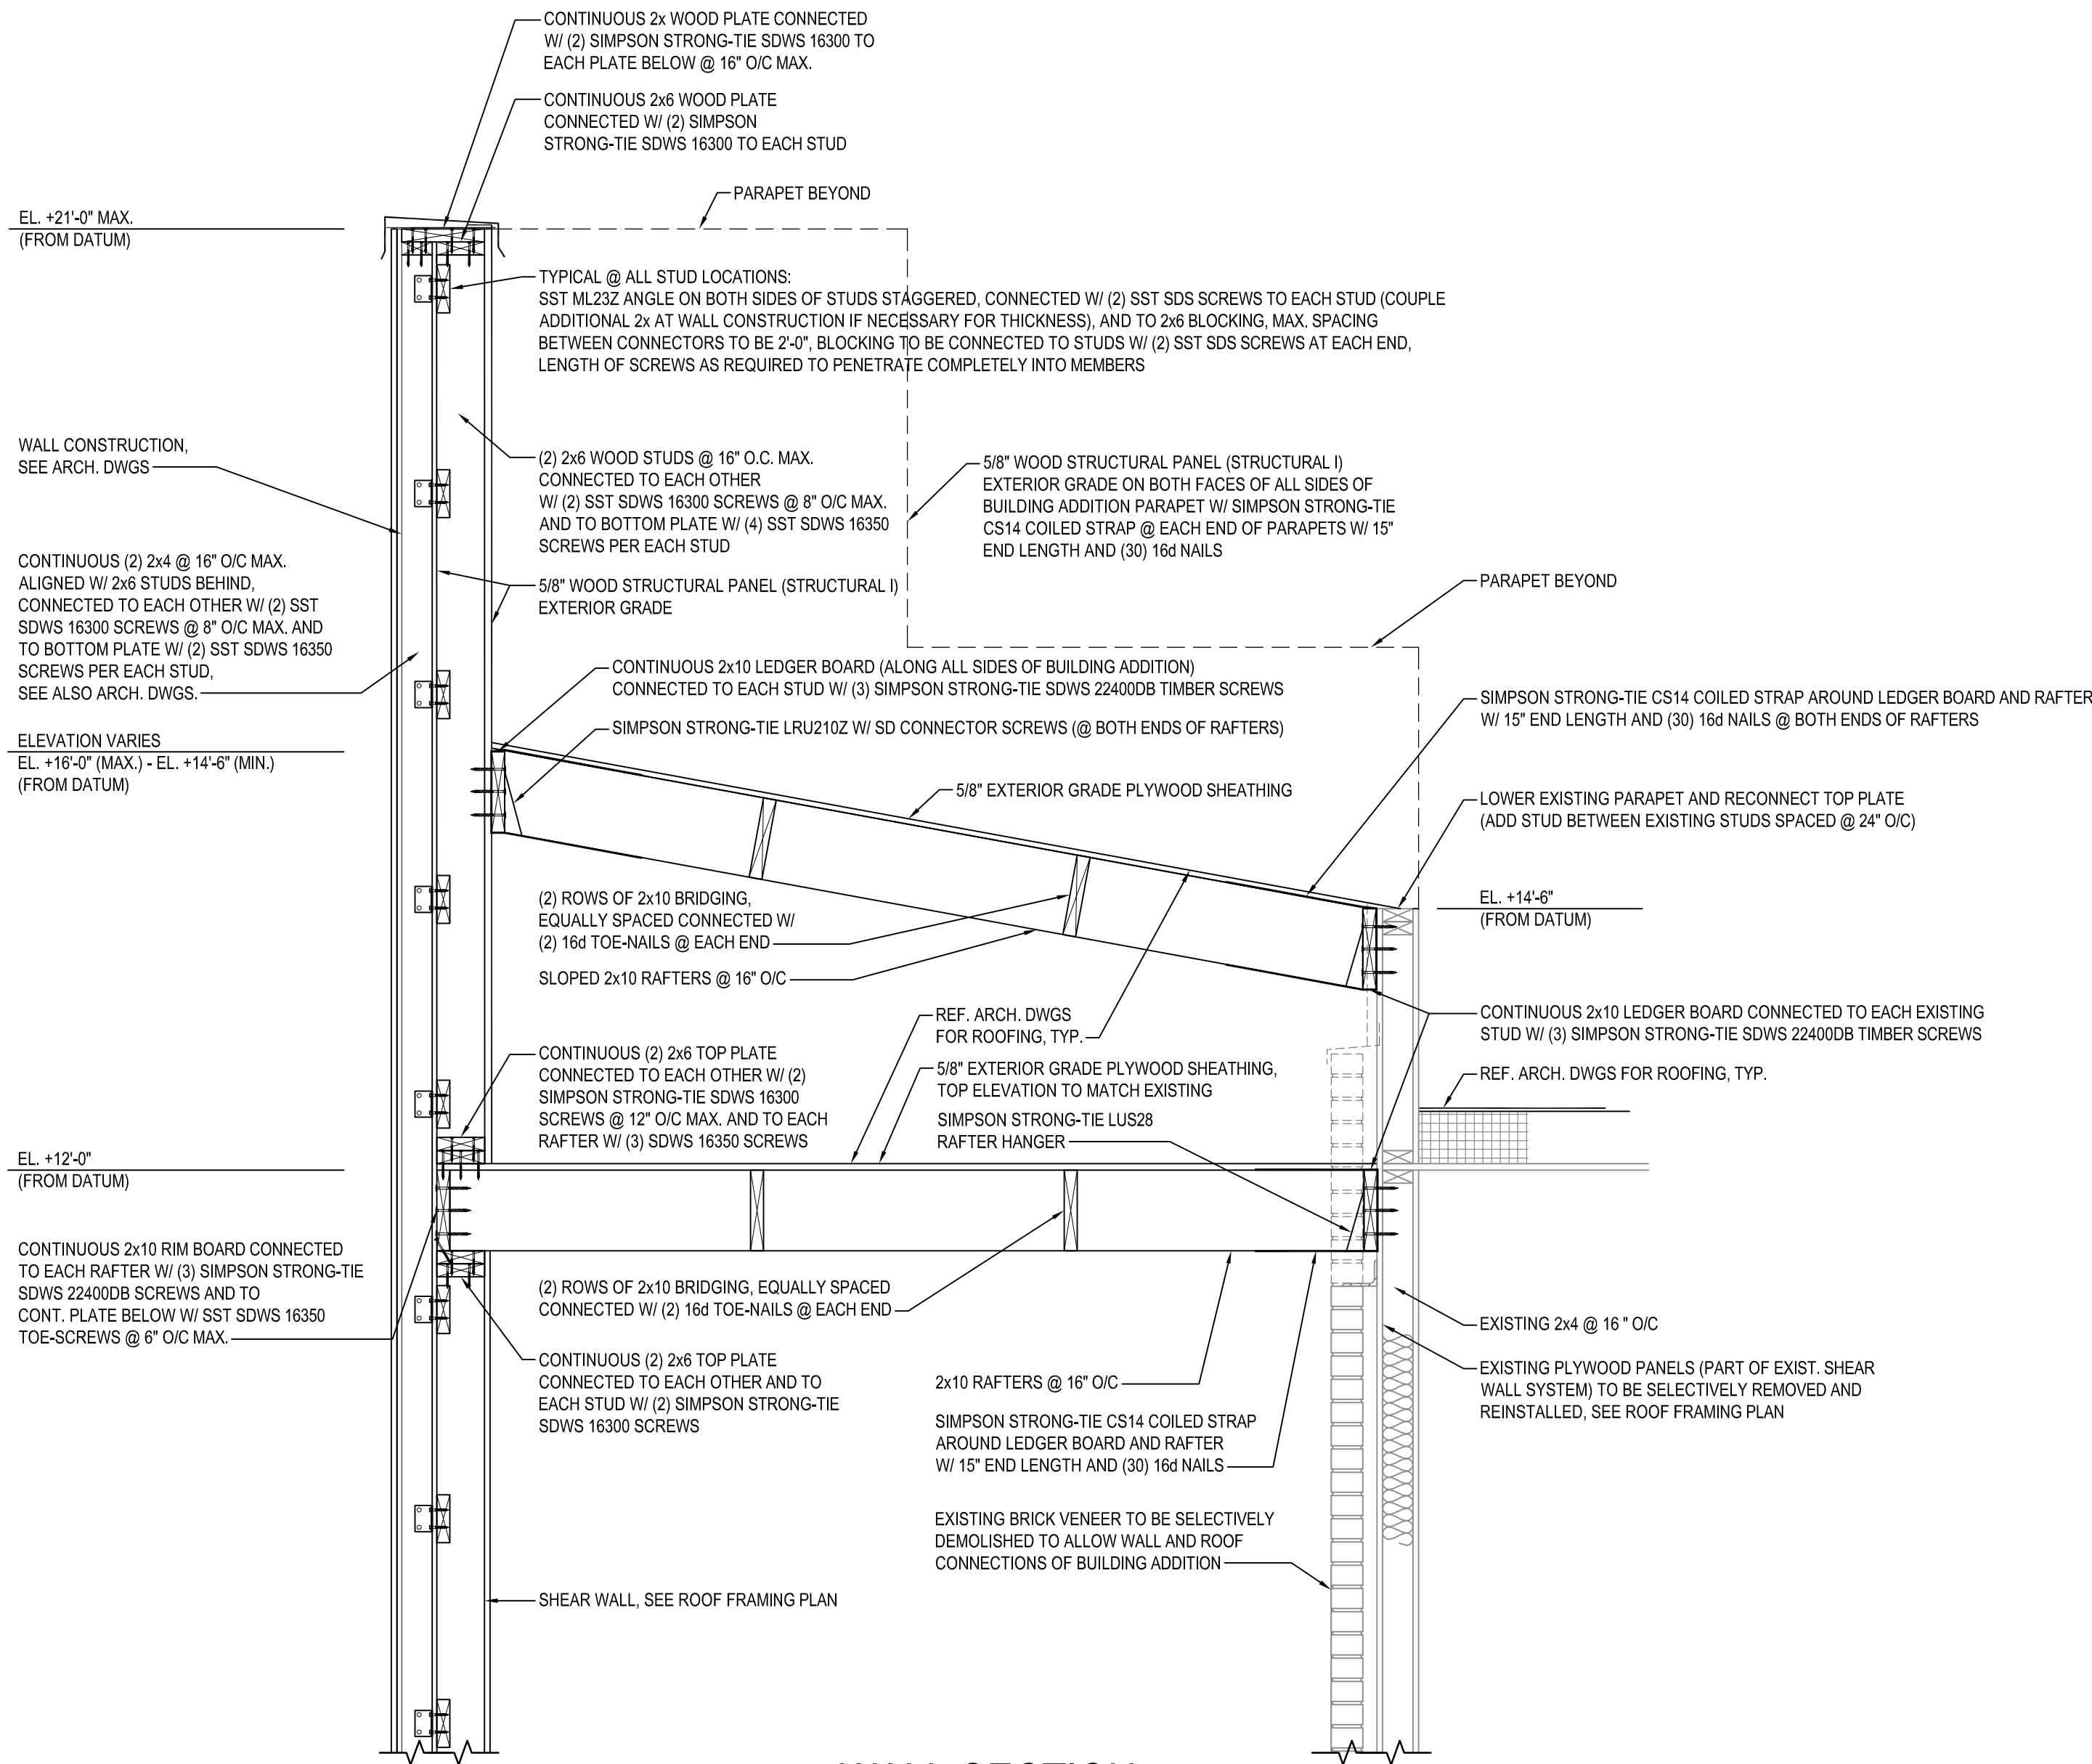 CONTINUOUS 2x WOOD PLATE CONNECTED
W/ (2) SIMPSON STRONG-TIE SDWS 16300 TO
EACH PLATE BELOW @ 16" O/C MAX.
CONTINUOUS 2x6 WOOD PLATE
CONNECTED W/ (2) SIMPSON
STRONG-TIE SDWS 16300 TO EACH STUD
PARAPET BEYOND
EL. +21'-0" MAX.
(FROM DATUM)
TYPICAL @ ALL STUD LOCATIONS:
SST ML23Z ANGLE ON BOTH SIDES OF STUDS STAGGERED, CONNECTED W/ (2) SST SDS SCREWS TO EACH STUD (COUPLE
ADDITIONAL 2x AT WALL CONSTRUCTION IF NECESSARY FOR THICKNESS), AND TO 2x6 BLOCKING, MAX. SPACING
BETWEEN CONNECTORS TO BE 2'-0", BLOCKING TO BE CONNECTED TO STUDS W/ (2) SST SDS SCREWS AT EACH END,
LENGTH OF SCREWS AS REQUIRED TO PENETRATE COMPLETELY INTO MEMBERS
WALL CONSTRUCTION,
SEE ARCH. DWGS
(2) 2x6 WOOD STUDS @ 16" O.C. MAX.
CONNECTED TO EACH OTHER
W/ (2) SST SDWS 16300 SCREWS @ 8" O/C MAX.
AND TO BOTTOM PLATE W/ (4) SST SDWS 16350
SCREWS PER EACH STUD
5/8" WOOD STRUCTURAL PANEL (STRUCTURAL I)
EXTERIOR GRADE ON BOTH FACES OF ALL SIDES OF
BUILDING ADDITION PARAPET W/ SIMPSON STRONG-TIE
CS14 COILED STRAP @ EACH END OF PARAPETS W/ 15"
END LENGTH AND (30) 16d NAILS
CONTINUOUS (2) 2x4 @ 16" O/C MAX.
ALIGNED W/ 2x6 STUDS BEHIND,
CONNECTED TO EACH OTHER W/ (2) SST
SDWS 16300 SCREWS @ 8" O/C MAX. AND
TO BOTTOM PLATE W/ (2) SST SDWS 16350
SCREWS PER EACH STUD,
SEE ALSO ARCH. DWGS.
5/8" WOOD STRUCTURAL PANEL (STRUCTURAL I)
EXTERIOR GRADE
PARAPET BEYOND
CONTINUOUS 2x10 LEDGER BOARD (ALONG ALL SIDES OF BUILDING ADDITION)
CONNECTED TO EACH STUD W/ (3) SIMPSON STRONG-TIE SDWS 22400DB TIMBER SCREWS
SIMPSON STRONG-TIE CS14 COILED STRAP AROUND LEDGER BOARD AND RAFTER
W/ 15" END LENGTH AND (30) 16d NAILS @ BOTH ENDS OF RAFTERS
SIMPSON STRONG-TIE LRU210Z W/ SD CONNECTOR SCREWS (@ BOTH ENDS OF RAFTERS)
ELEVATION VARIES
EL. +16'-0" (MAX.) - EL. +14'-6" (MIN.)
(FROM DATUM)
5/8" EXTERIOR GRADE PLYWOOD SHEATHING
LOWER EXISTING PARAPET AND RECONNECT TOP PLATE
(ADD STUD BETWEEN EXISTING STUDS SPACED @ 24" O/C)
(2) ROWS OF 2x10 BRIDGING,
EQUALLY SPACED CONNECTED W/
(2) 16d TOE-NAILS @ EACH END
EL. +14'-6"
(FROM DATUM)
SLOPED 2x10 RAFTERS @ 16" O/C
REF. ARCH. DWGS
FOR ROOFING, TYP.
CONTINUOUS 2x10 LEDGER BOARD CONNECTED TO EACH EXISTING
STUD W/ (3) SIMPSON STRONG-TIE SDWS 22400DB TIMBER SCREWS
CONTINUOUS (2) 2x6 TOP PLATE
CONNECTED TO EACH OTHER W/ (2)
SIMPSON STRONG-TIE SDWS 16300
SCREWS @ 12" O/C MAX. AND TO EACH
RAFTER W/ (3) SDWS 16350 SCREWS
5/8" EXTERIOR GRADE PLYWOOD SHEATHING,
TOP ELEVATION TO MATCH EXISTING
REF. ARCH. DWGS FOR ROOFING, TYP.
SIMPSON STRONG-TIE LUS28
RAFTER HANGER
EL. +12'-0"
(FROM DATUM)
CONTINUOUS 2x10 RIM BOARD CONNECTED
TO EACH RAFTER W/ (3) SIMPSON STRONG-TIE
SDWS 22400DB SCREWS AND TO
CONT. PLATE BELOW W/ SST SDWS 16350
TOE-SCREWS @ 6" O/C MAX.
(2) ROWS OF 2x10 BRIDGING, EQUALLY SPACED
CONNECTED W/ (2) 16d TOE-NAILS @ EACH END
EXISTING 2x4 @ 16 " O/C
CONTINUOUS (2) 2x6 TOP PLATE
CONNECTED TO EACH OTHER AND TO
EACH STUD W/ (2) SIMPSON STRONG-TIE
SDWS 16300 SCREWS
2x10 RAFTERS @ 16" O/C
EXISTING PLYWOOD PANELS (PART OF EXIST. SHEAR
WALL SYSTEM) TO BE SELECTIVELY REMOVED AND
REINSTALLED, SEE ROOF FRAMING PLAN
SIMPSON STRONG-TIE CS14 COILED STRAP
AROUND LEDGER BOARD AND RAFTER
W/ 15" END LENGTH AND (30) 16d NAILS
EXISTING BRICK VENEER TO BE SELECTIVELY
DEMOLISHED TO ALLOW WALL AND ROOF
CONNECTIONS OF BUILDING ADDITION
SHEAR WALL, SEE ROOF FRAMING PLAN
WALL SECTION